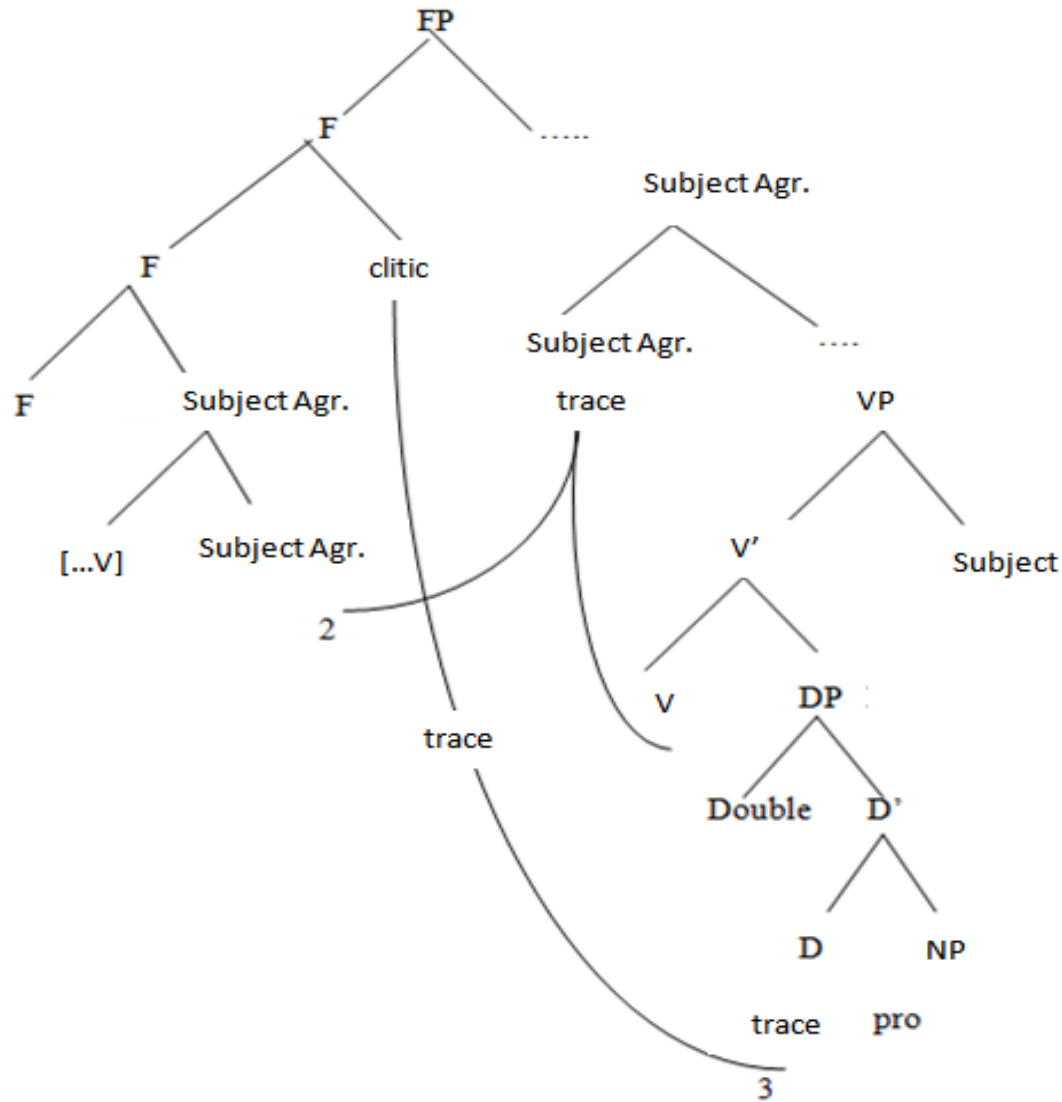 FP
F
.....
Subject Agr.
F
clitic
Subject Agr.
....
F
Subject Agr.
trace
VP
[...V]
Subject Agr.
V'
Subject
2
V
DP
trace
Double
D'
D
NP
trace
pro
3